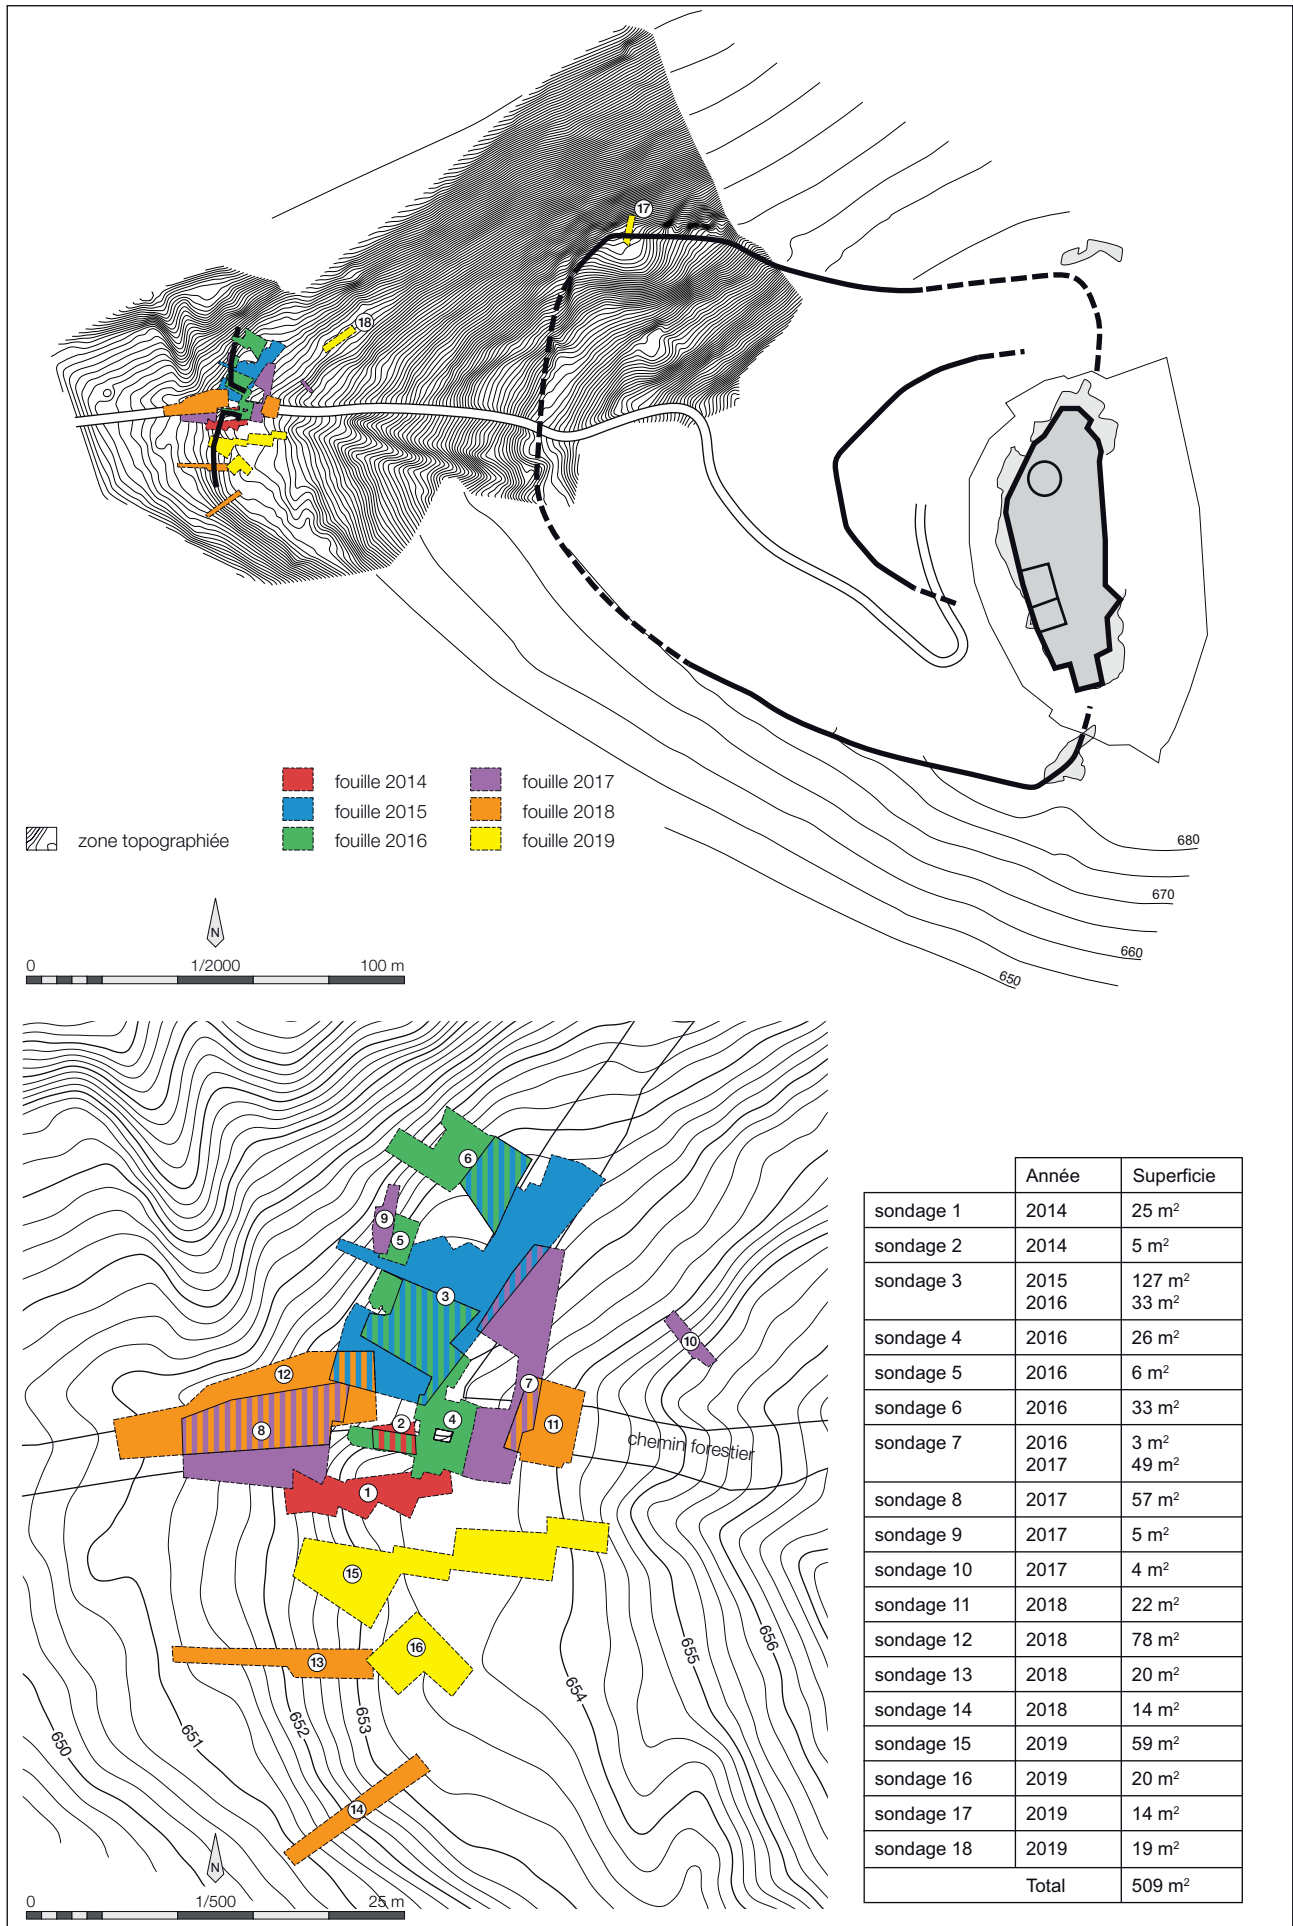 17
18
fouille 2014
fouille 2017
fouille 2015
fouille 2018
zone topographiée
fouille 2016
fouille 2019
680
670
660
650
N
0 1/2000 100 m
6
9
5
3
10
12
7
2
4
11
8
chemin forestier
1
15
16
13
14
650
651
652
653
654
655
656
N
0 1/500 25 m
Année Superficie
sondage 1 2014 25 m²
sondage 2 2014 5 m²
sondage 3 2015 127 m²
2016 33 m²
sondage 4 2016 26 m²
sondage 5 2016 6 m²
sondage 6 2016 33 m²
sondage 7 2016 3 m²
2017 49 m²
sondage 8 2017 57 m²
sondage 9 2017 5 m²
sondage 10 2017 4 m²
sondage 11 2018 22 m²
sondage 12 2018 78 m²
sondage 13 2018 20 m²
sondage 14 2018 14 m²
sondage 15 2019 59 m²
sondage 16 2019 20 m²
sondage 17 2019 14 m²
sondage 18 2019 19 m²
Total 509 m²